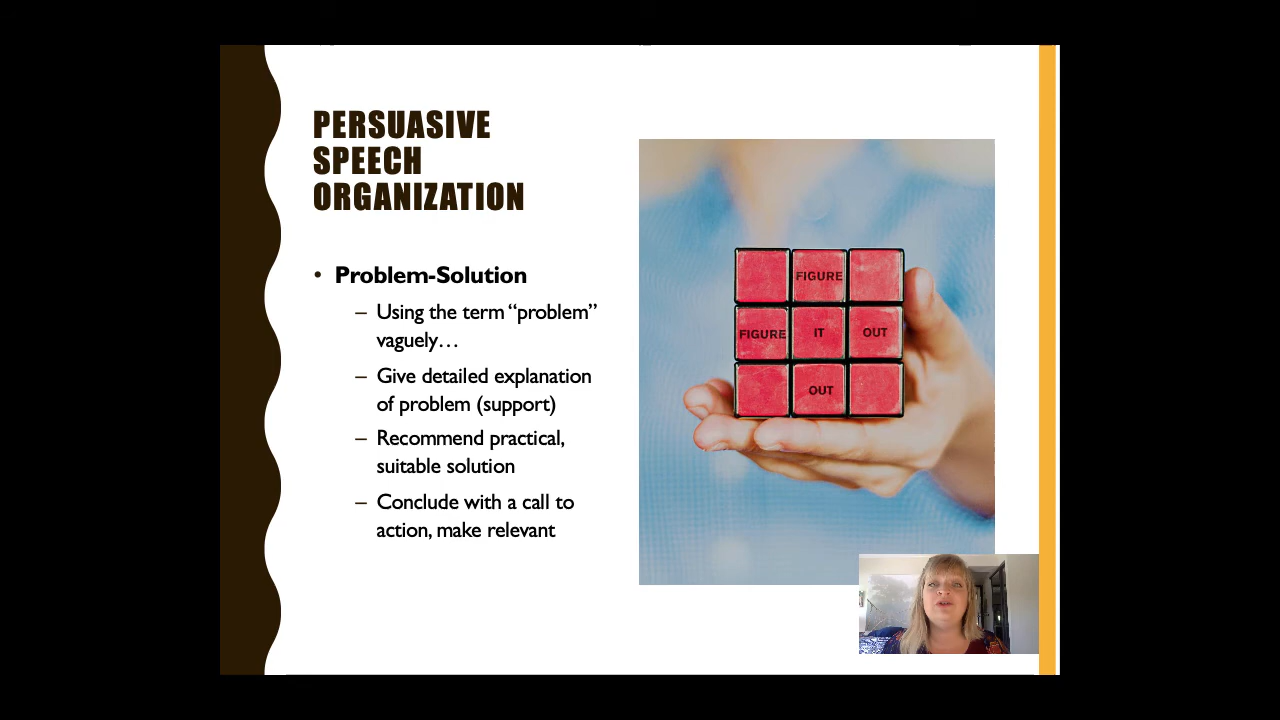 PERSUASIVE
SPEECH
ORGANIZATION
• Problem-Solution
– Using the term “problem”
vaguely…
– Give detailed explanation
of problem (support)
– Recommend practical,
suitable solution
– Conclude with a call to
action, make relevant
FIGURE
FIGURE IT OUT
OUT